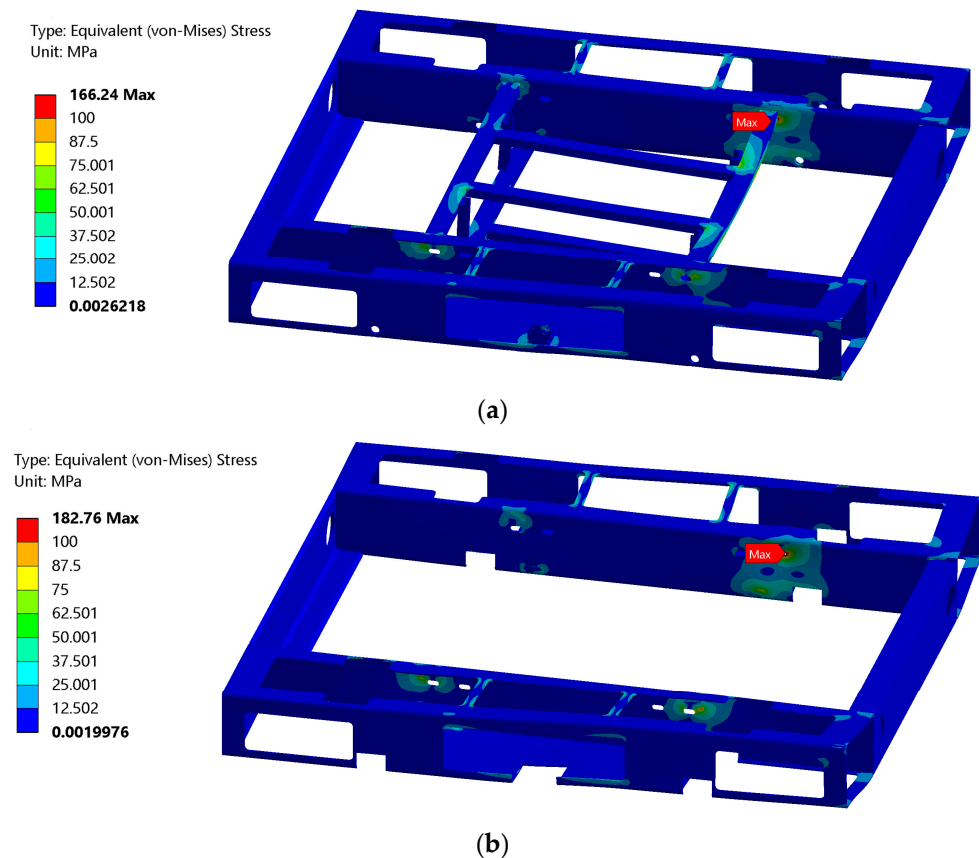 Type: Equivalent (von-Mises) Stress
Unit: MPa
166.24 Max
100
87.5
75.001
62.501
50.001
37.502
25.002
12.502
0.0026218
Max
(a)
Type: Equivalent (von-Mises) Stress
Unit: MPa
182.76 Max
100
87.5
75
62.501
50.001
37.501
25.001
12.502
0.0019976
Max
(b)